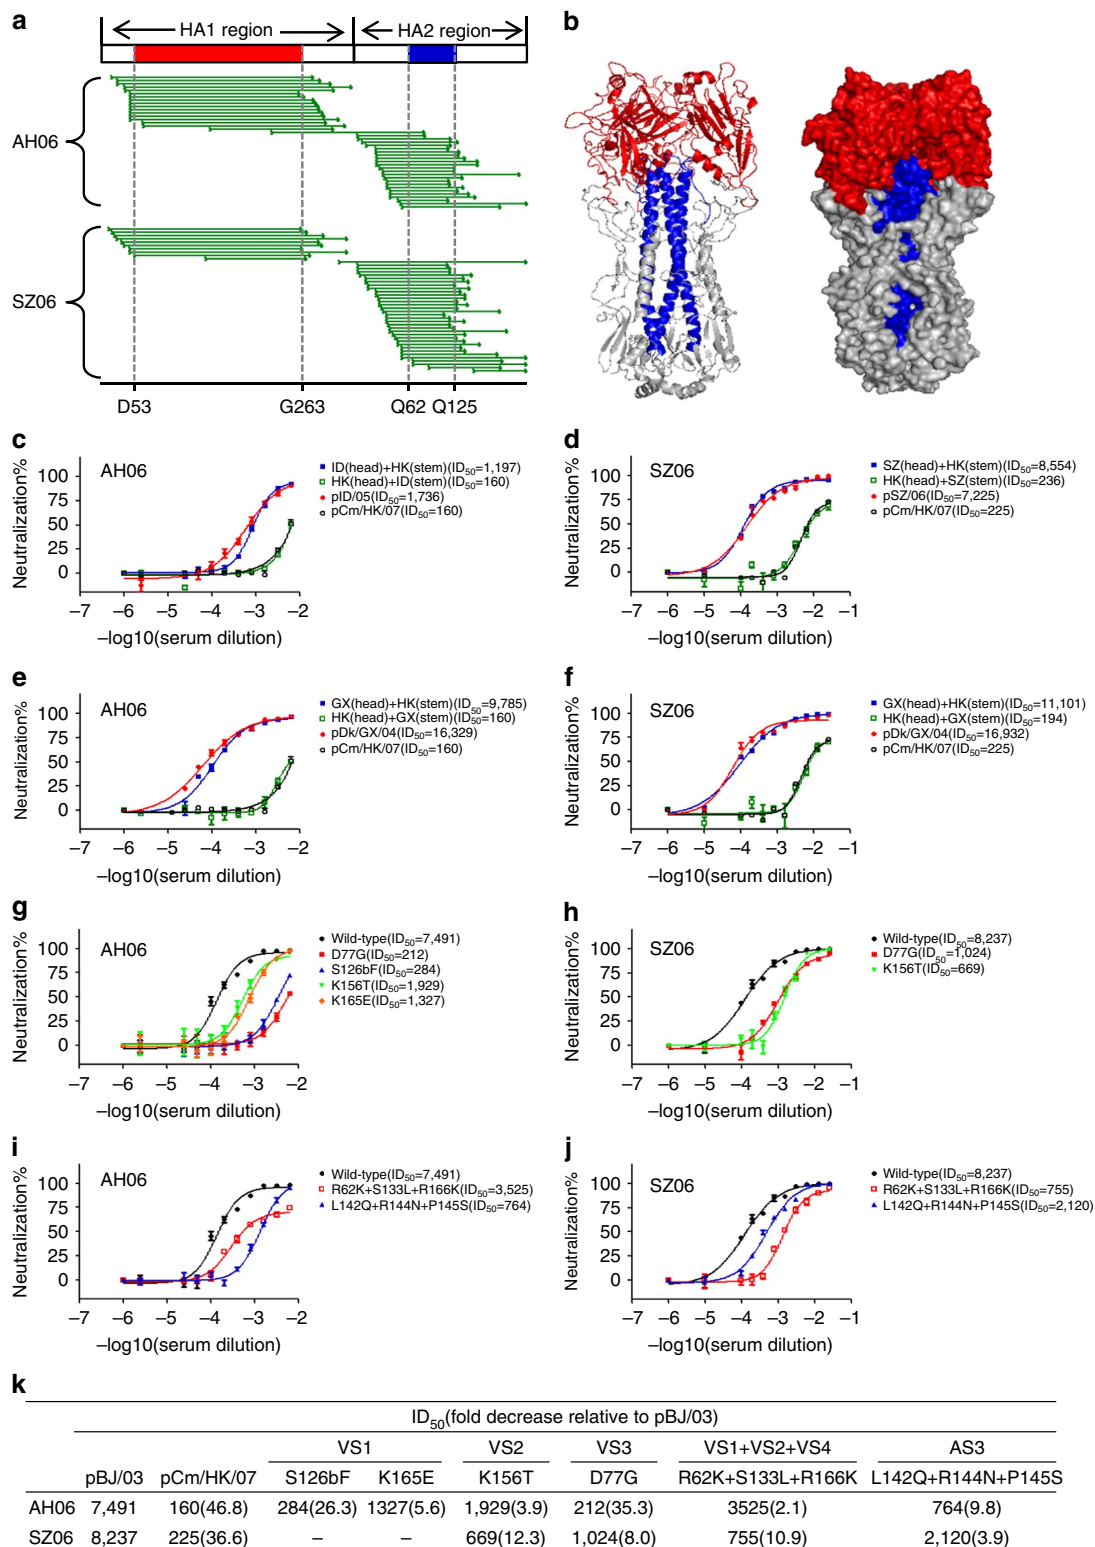 a
HA1 region
HA2 region
AH06
SZ06
D53
G263
Q62
Q125
b
c
AH06
ID(head)+HK(stem)(ID50=1,197)
HK(head)+ID(stem)(ID50=160)
pID/05(ID50=1,736)
pCm/HK/07(ID50=160)
Neutralization%
100
75
50
25
0
−7 −6 −5 −4 −3 −2
−log10(serum dilution)
d
SZ06
SZ(head)+HK(stem)(ID50=8,554)
HK(head)+SZ(stem)(ID50=236)
pSZ/06(ID50=7,225)
pCm/HK/07(ID50=225)
Neutralization%
100
75
50
25
0
−7 −6 −5 −4 −3 −2 −1
−log10(serum dilution)
e
AH06
GX(head)+HK(stem)(ID50=9,785)
HK(head)+GX(stem)(ID50=160)
pDk/GX/04(ID50=16,329)
pCm/HK/07(ID50=160)
Neutralization%
100
75
50
25
0
−7 −6 −5 −4 −3 −2
−log10(serum dilution)
f
SZ06
GX(head)+HK(stem)(ID50=11,101)
HK(head)+GX(stem)(ID50=194)
pDk/GX/04(ID50=16,932)
pCm/HK/07(ID50=225)
Neutralization%
100
75
50
25
0
−7 −6 −5 −4 −3 −2 −1
−log10(serum dilution)
g
AH06
Wild-type(ID50=7,491)
D77G(ID50=212)
S126bF(ID50=284)
K156T(ID50=1,929)
K165E(ID50=1,327)
Neutralization%
100
75
50
25
0
−7 −6 −5 −4 −3 −2
−log10(serum dilution)
h
SZ06
Wild-type(ID50=8,237)
D77G(ID50=1,024)
K156T(ID50=669)
Neutralization%
100
75
50
25
0
−7 −6 −5 −4 −3 −2 −1
−log10(serum dilution)
i
AH06
Wild-type(ID50=7,491)
R62K+S133L+R166K(ID50=3,525)
L142Q+R144N+P145S(ID50=764)
Neutralization%
100
75
50
25
0
−7 −6 −5 −4 −3 −2
−log10(serum dilution)
j
SZ06
Wild-type(ID50=8,237)
R62K+S133L+R166K(ID50=755)
L142Q+R144N+P145S(ID50=2,120)
Neutralization%
100
75
50
25
0
−7 −6 −5 −4 −3 −2 −1
−log10(serum dilution)
k
ID50(fold decrease relative to pBJ/03)
VS1 VS2 VS3 VS1+VS2+VS4 AS3
pBJ/03 pCm/HK/07 S126bF K165E K156T D77G R62K+S133L+R166K L142Q+R144N+P145S
AH06 7,491 160(46.8) 284(26.3) 1327(5.6) 1,929(3.9) 212(35.3) 3525(2.1) 764(9.8)
SZ06 8,237 225(36.6) – – 669(12.3) 1,024(8.0) 755(10.9) 2,120(3.9)